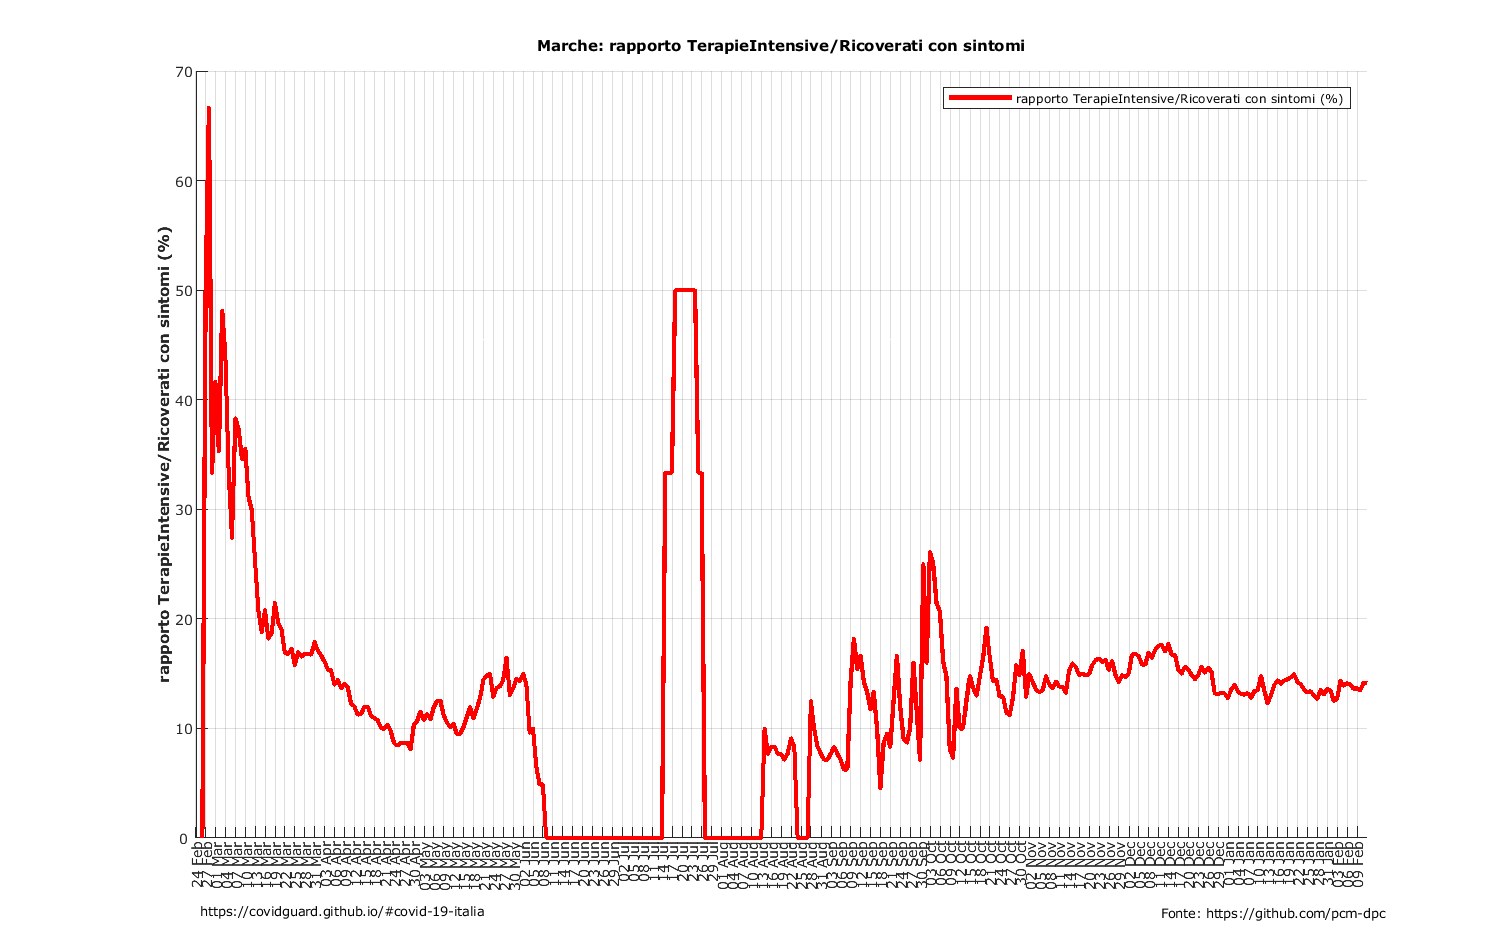 Marche: rapporto TerapieIntensive/Ricoverati con sintomi
rapporto TerapieIntensive/Ricoverati con sintomi (%)
rapporto TerapieIntensive/Ricoverati con sintomi (%)
70
60
50
40
30
20
10
0
24 Feb
27 Feb
01 Mar
04 Mar
07 Mar
10 Mar
13 Mar
16 Mar
19 Mar
22 Mar
25 Mar
28 Mar
31 Mar
03 Apr
06 Apr
09 Apr
12 Apr
15 Apr
18 Apr
21 Apr
24 Apr
27 Apr
30 Apr
03 May
06 May
09 May
12 May
15 May
18 May
21 May
24 May
27 May
30 May
02 Jun
05 Jun
08 Jun
11 Jun
14 Jun
17 Jun
20 Jun
23 Jun
26 Jun
29 Jun
02 Jul
05 Jul
08 Jul
11 Jul
14 Jul
17 Jul
20 Jul
23 Jul
26 Jul
29 Jul
01 Aug
04 Aug
07 Aug
10 Aug
13 Aug
16 Aug
19 Aug
22 Aug
25 Aug
28 Aug
31 Aug
03 Sep
06 Sep
09 Sep
12 Sep
15 Sep
18 Sep
21 Sep
24 Sep
27 Sep
30 Sep
03 Oct
06 Oct
09 Oct
12 Oct
15 Oct
18 Oct
21 Oct
24 Oct
27 Oct
30 Oct
02 Nov
05 Nov
08 Nov
11 Nov
14 Nov
17 Nov
20 Nov
23 Nov
26 Nov
29 Nov
02 Dec
05 Dec
08 Dec
11 Dec
14 Dec
17 Dec
20 Dec
23 Dec
26 Dec
29 Dec
01 Jan
04 Jan
07 Jan
10 Jan
13 Jan
16 Jan
19 Jan
22 Jan
25 Jan
28 Jan
31 Jan
03 Feb
06 Feb
09 Feb
https://covidguard.github.io/#covid-19-italia
Fonte: https://github.com/pcm-dpc